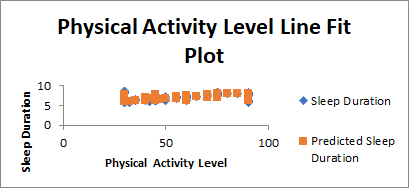 Physical Activity Level Line Fit
Plot
Sleep Duration
10
5
0
0
50
100
Physical Activity Level
Sleep Duration
Predicted Sleep
Duration